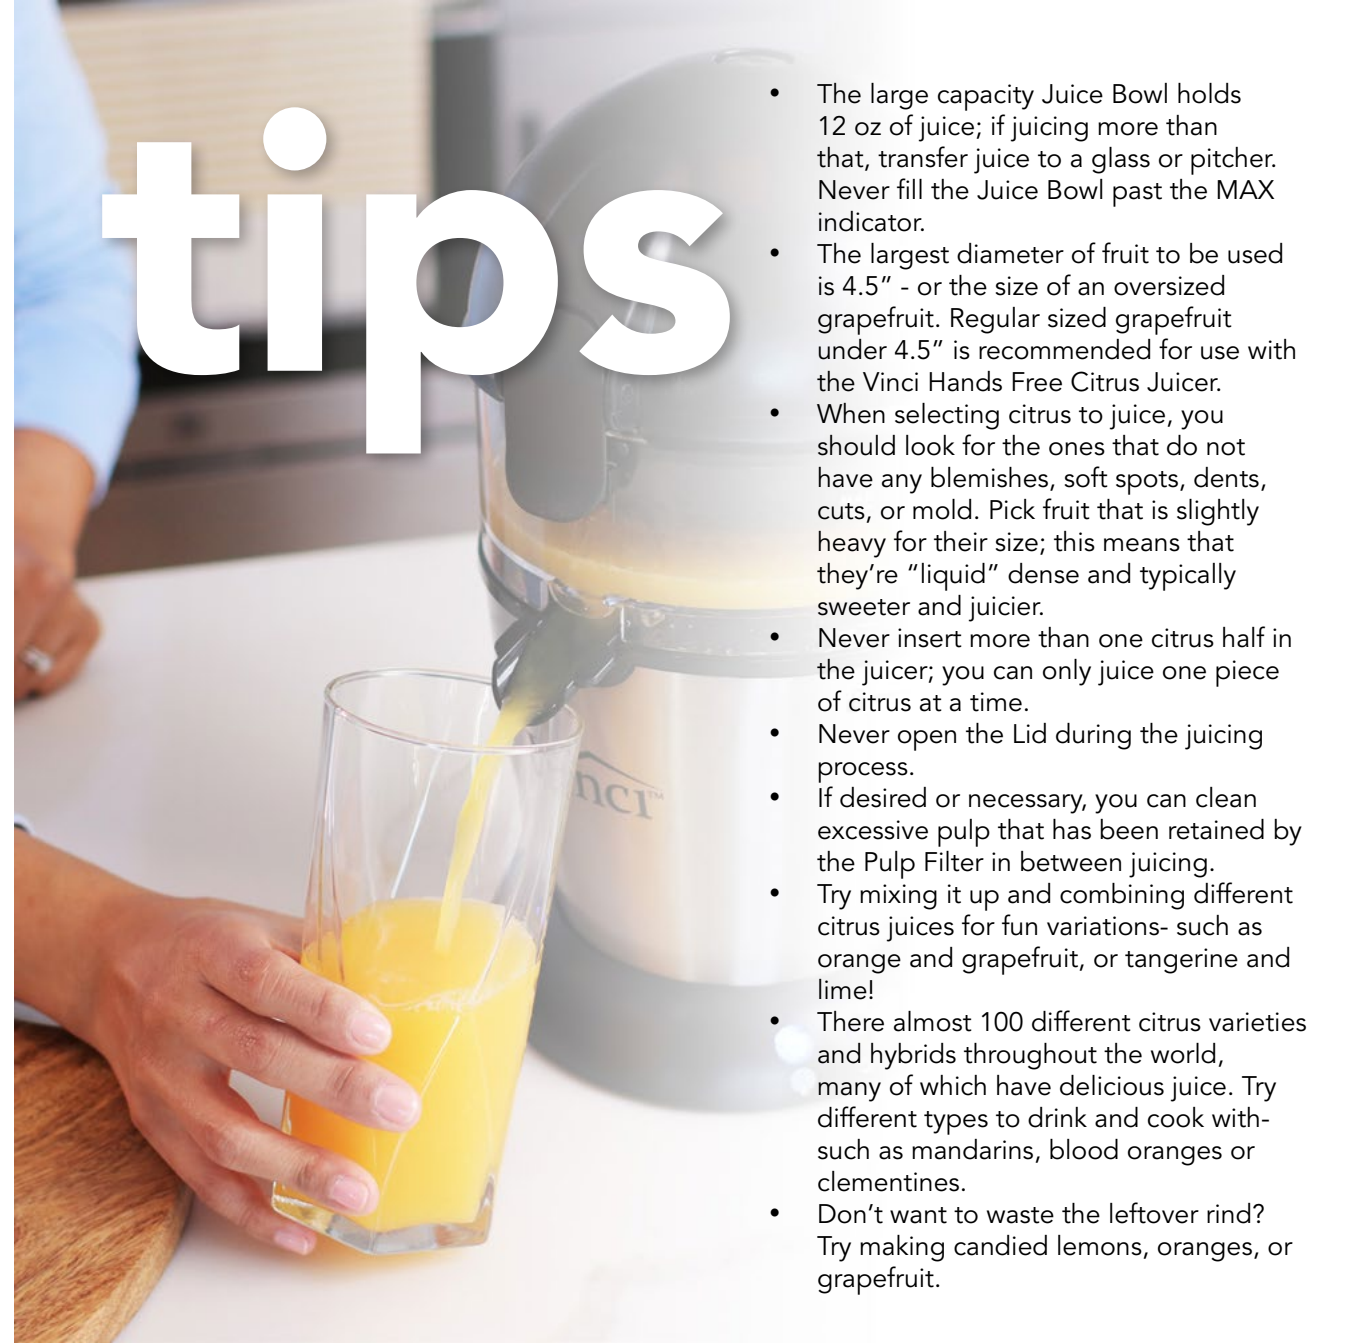 tips
• The large capacity Juice Bowl holds
12 oz of juice; if juicing more than
that, transfer juice to a glass or pitcher.
Never fill the Juice Bowl past the MAX
indicator.
• The largest diameter of fruit to be used
is 4.5” - or the size of an oversized
grapefruit. Regular sized grapefruit
under 4.5” is recommended for use with
the Vinci Hands Free Citrus Juicer.
• When selecting citrus to juice, you
should look for the ones that do not
have any blemishes, soft spots, dents,
cuts, or mold. Pick fruit that is slightly
heavy for their size; this means that
they’re “liquid” dense and typically
sweeter and juicier.
• Never insert more than one citrus half in
the juicer; you can only juice one piece
of citrus at a time.
• Never open the Lid during the juicing
process.
• If desired or necessary, you can clean
excessive pulp that has been retained by
the Pulp Filter in between juicing.
• Try mixing it up and combining different
citrus juices for fun variations- such as
orange and grapefruit, or tangerine and
lime!
• There almost 100 different citrus varieties
and hybrids throughout the world,
many of which have delicious juice. Try
different types to drink and cook with-
such as mandarins, blood oranges or
clementines.
• Don’t want to waste the leftover rind?
Try making candied lemons, oranges, or
grapefruit.
nci™